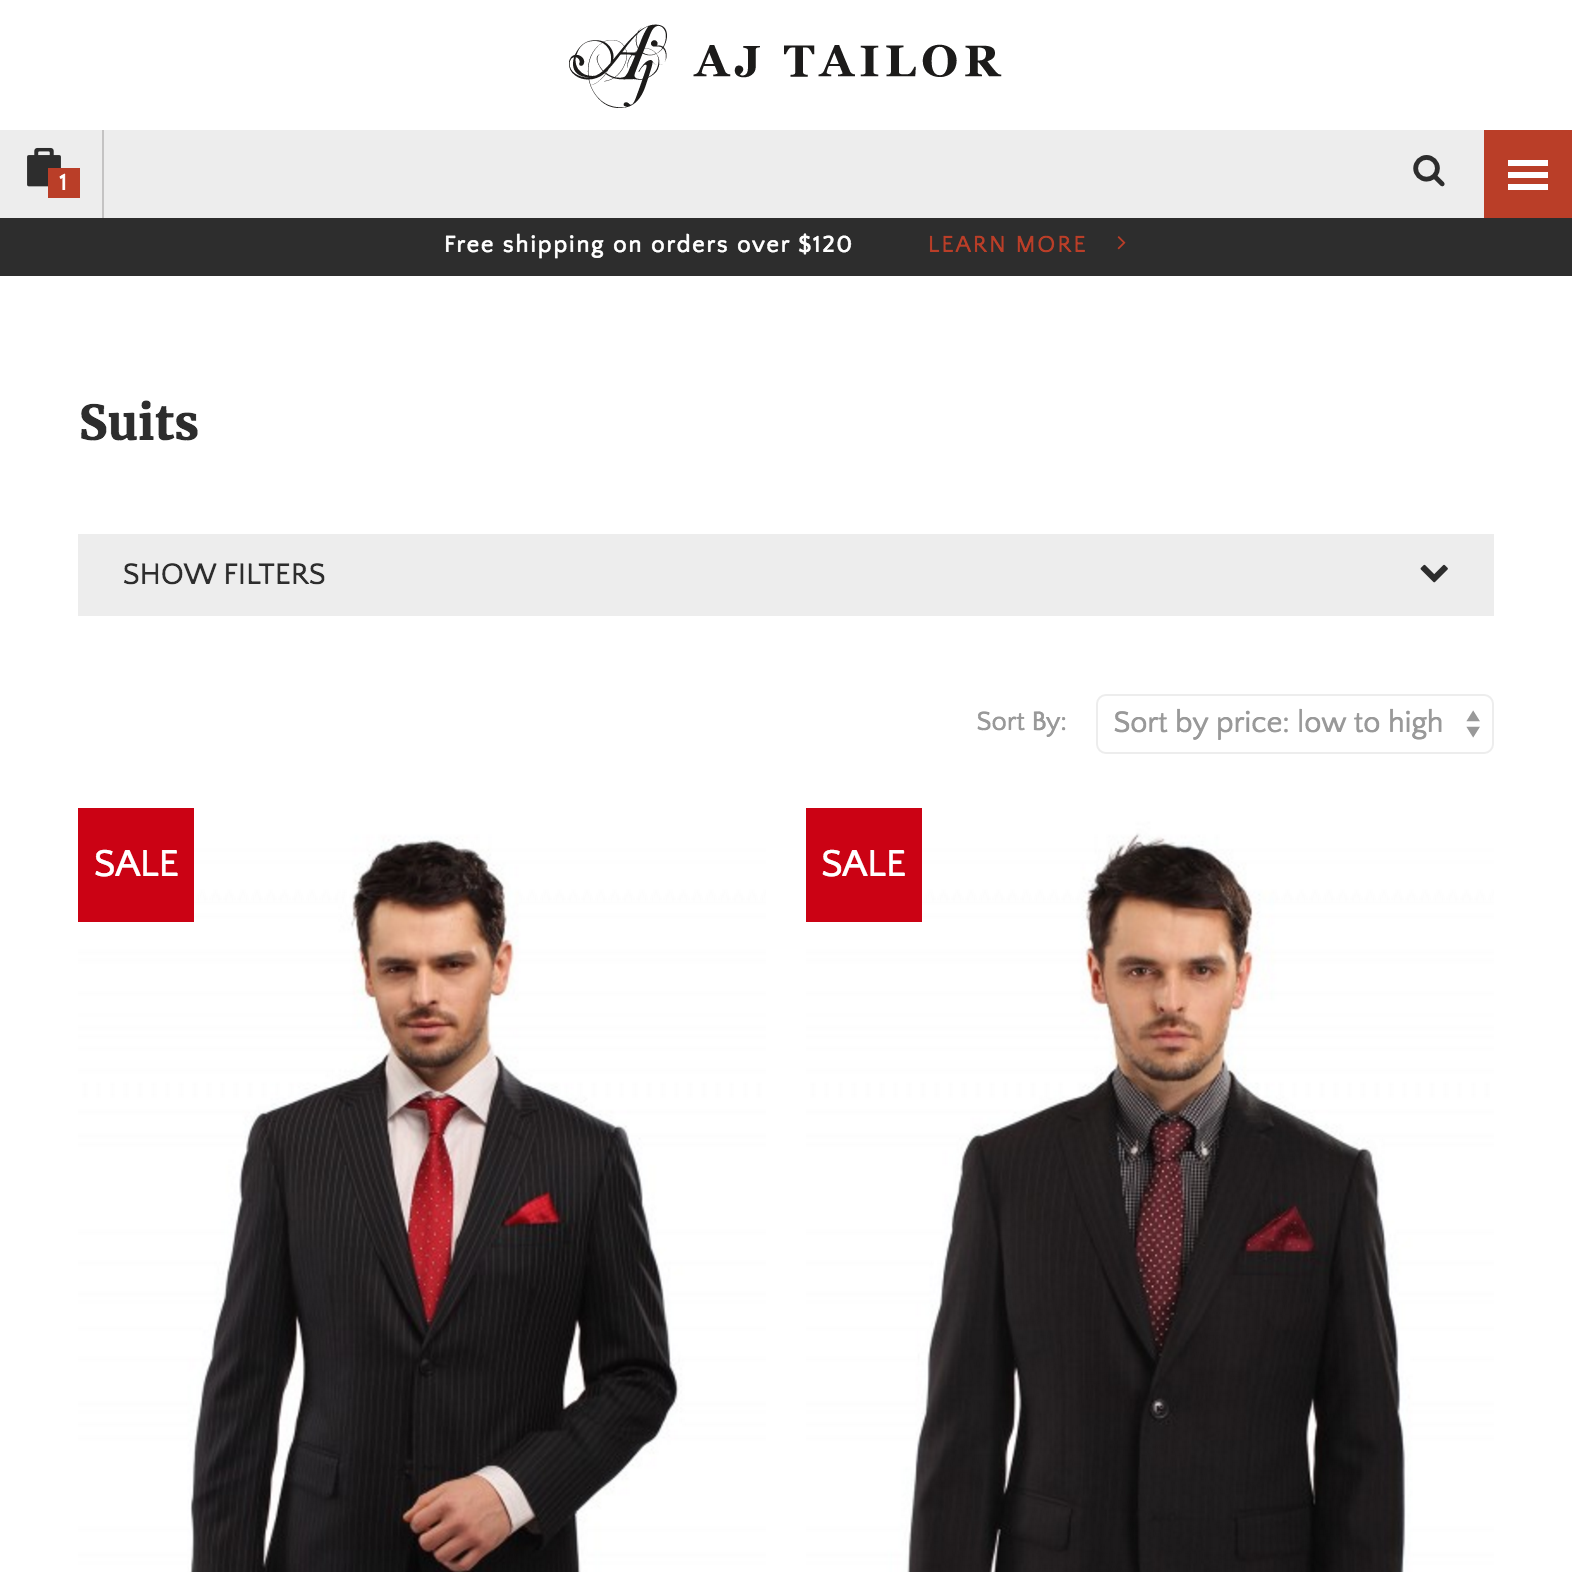 Aj AJ TAILOR
1
Free shipping on orders over $120 LEARN MORE >
Suits
SHOW FILTERS
Sort By: Sort by price: low to high
SALE SALE